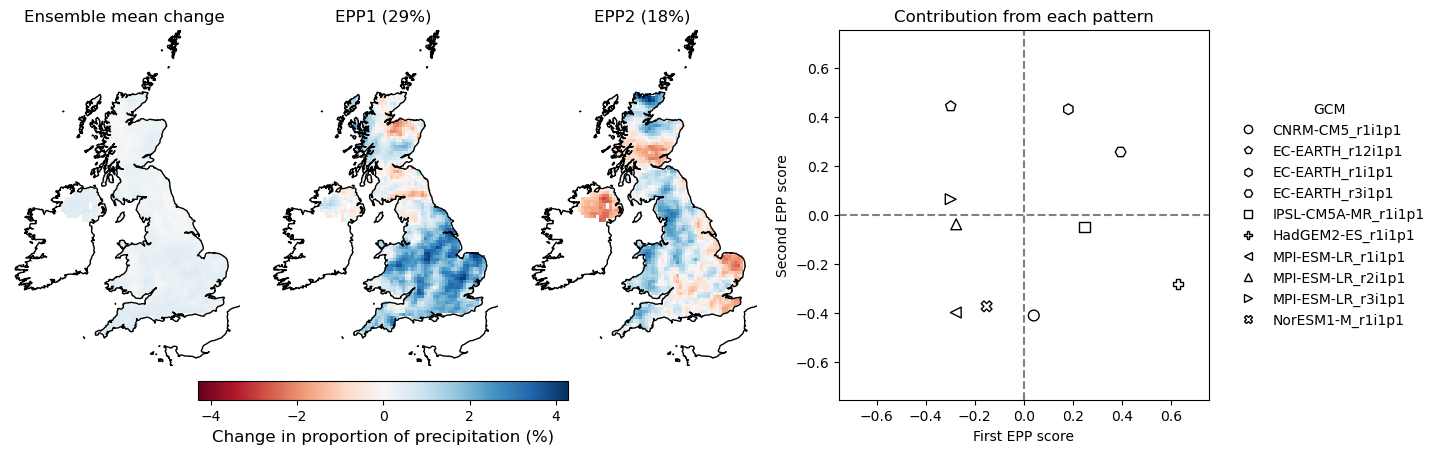 Ensemble mean change
EPP1 (29%)
EPP2 (18%)
−4 −2 0 2 4
Change in proportion of precipitation (%)
Contribution from each pattern
Second EPP score
0.6
0.4
0.2
0.0
−0.2
−0.4
−0.6
−0.6 −0.4 −0.2 0.0 0.2 0.4 0.6
First EPP score
GCM
CNRM-CM5_r1i1p1
EC-EARTH_r12i1p1
EC-EARTH_r1i1p1
EC-EARTH_r3i1p1
IPSL-CM5A-MR_r1i1p1
HadGEM2-ES_r1i1p1
MPI-ESM-LR_r1i1p1
MPI-ESM-LR_r2i1p1
MPI-ESM-LR_r3i1p1
NorESM1-M_r1i1p1